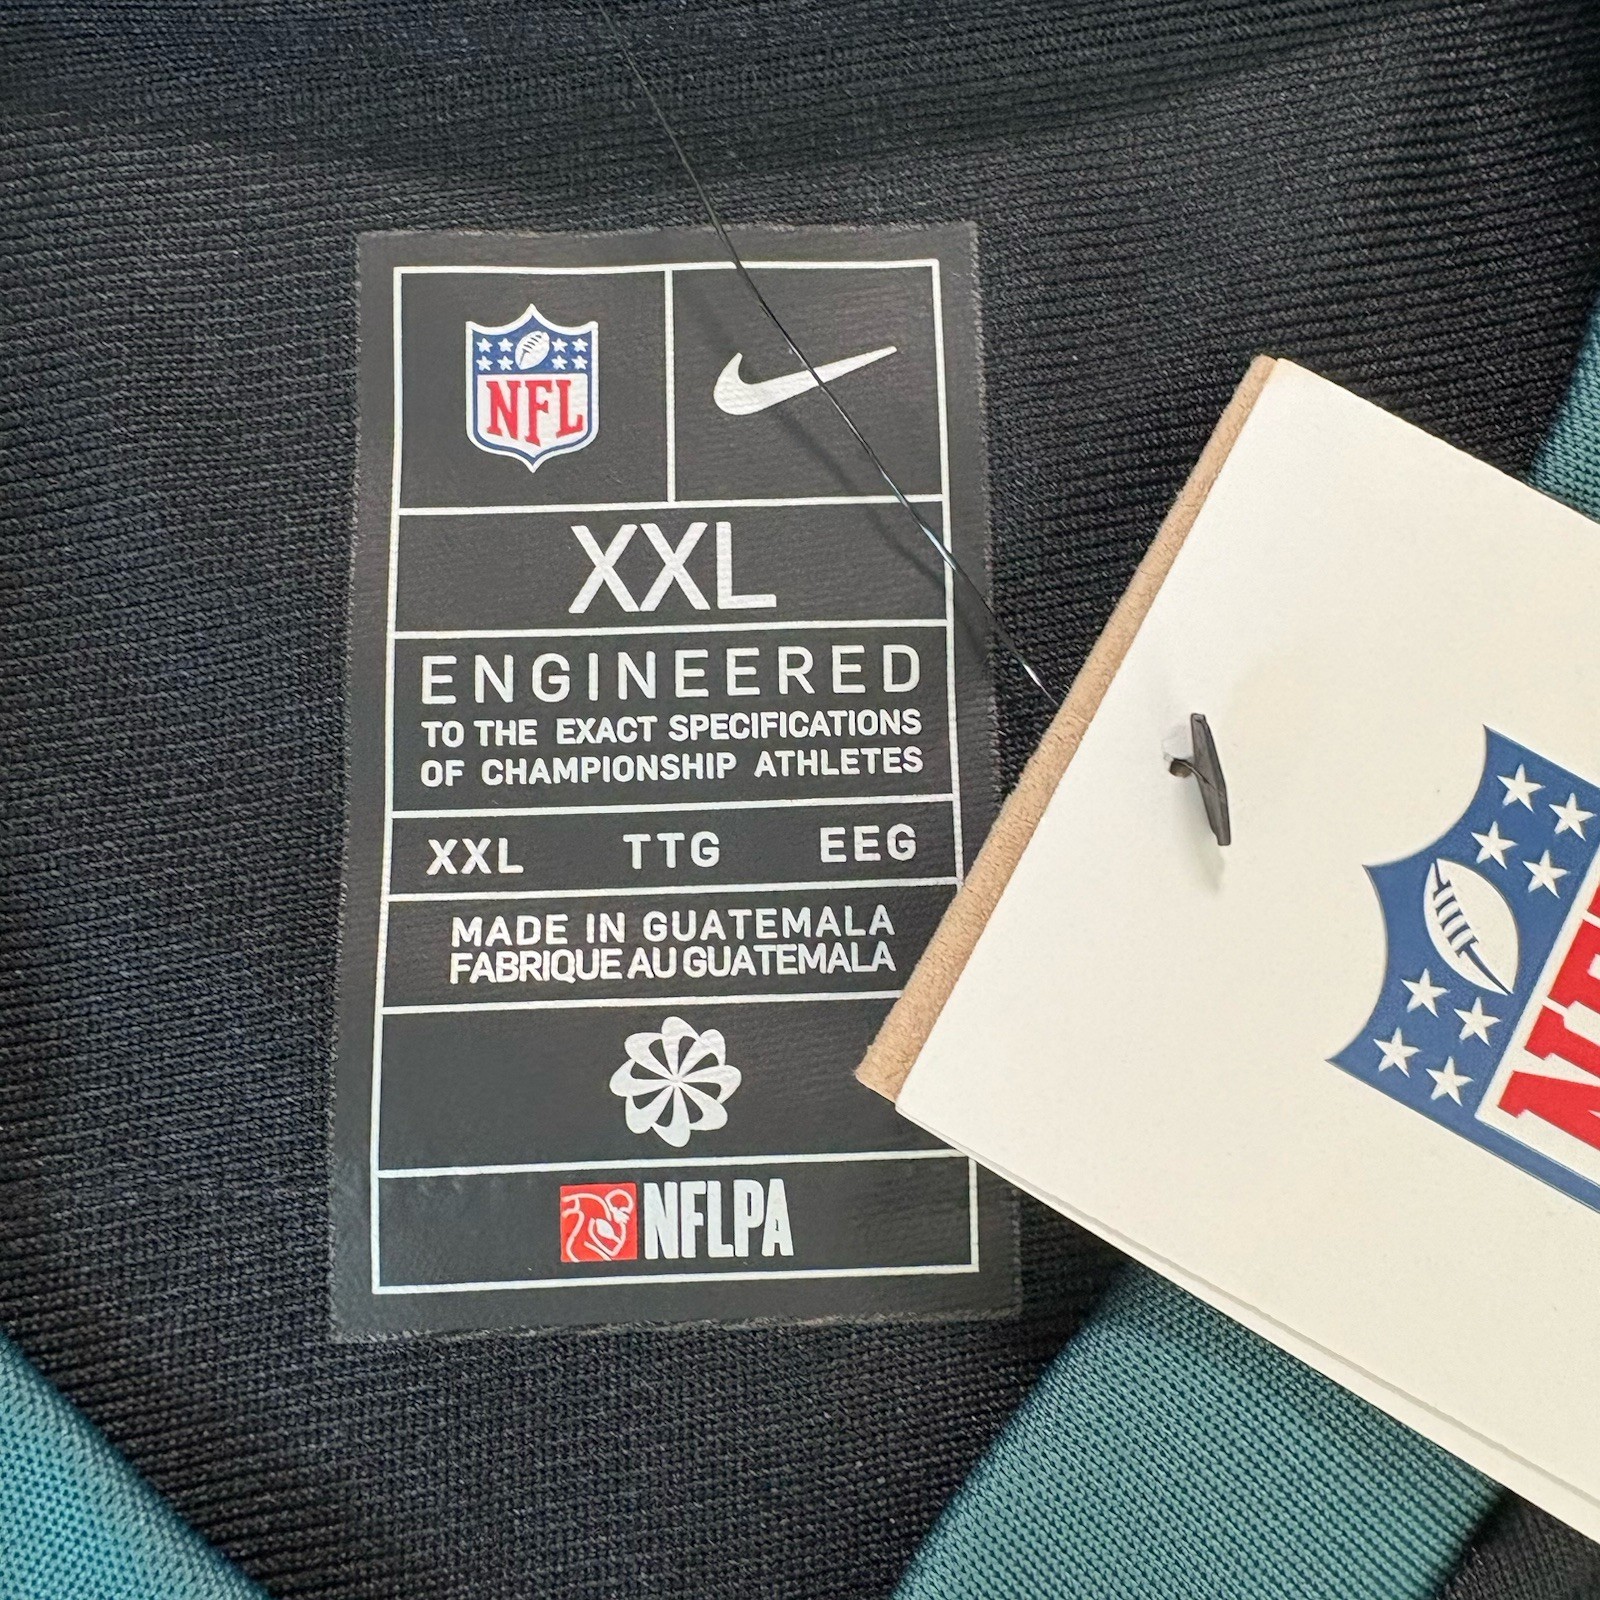 NFL
XXL
ENGINEERED
TO THE EXACT SPECIFICATIONS
OF CHAMPIONSHIP ATHLETES
XXL TTG EEG
MADE IN GUATEMALA
FABRIQUE AU GUATEMALA
NFLPA